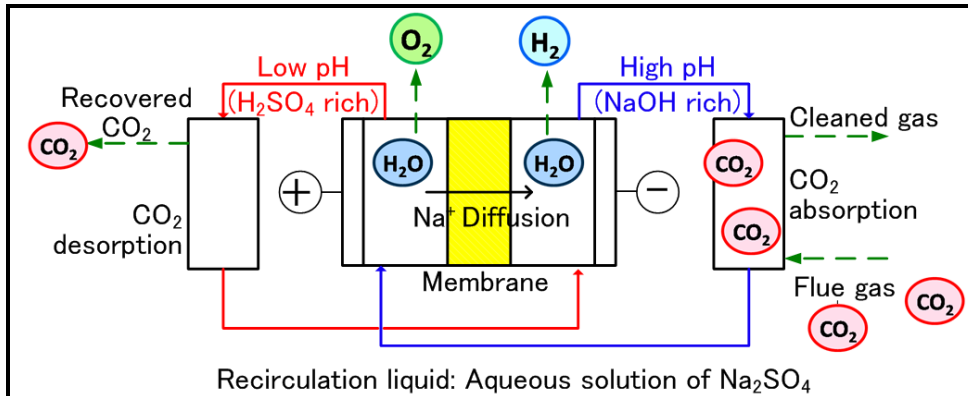 O₂
H₂
Low pH
(H₂SO₄ rich)
High pH
(NaOH rich)
Recovered
CO₂
CO₂
H₂O
H₂O
+
−
Na⁺ Diffusion
Membrane
CO₂
desorption
Cleaned gas
CO₂
CO₂
CO₂
absorption
Flue gas
CO₂
CO₂
Recirculation liquid: Aqueous solution of Na₂SO₄